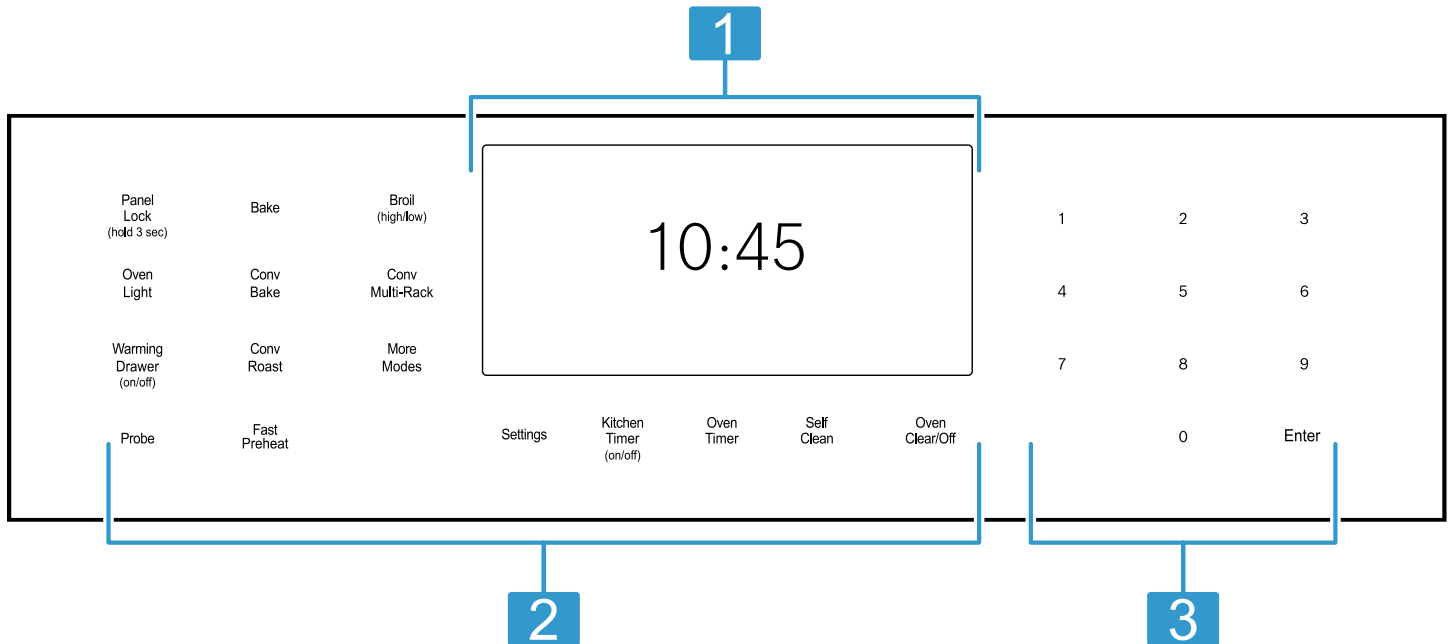 1
Panel
Lock
(hold 3 sec)
Bake
Broil
(high/low)
Oven
Light
Conv
Bake
Conv
Multi-Rack
Warming
Drawer
(on/off)
Conv
Roast
More
Modes
Probe
Fast
Preheat
10:45
Settings
Kitchen
Timer
(on/off)
Oven
Timer
Self
Clean
Oven
Clear/Off
1 2 3
4 5 6
7 8 9
0 Enter
2
3